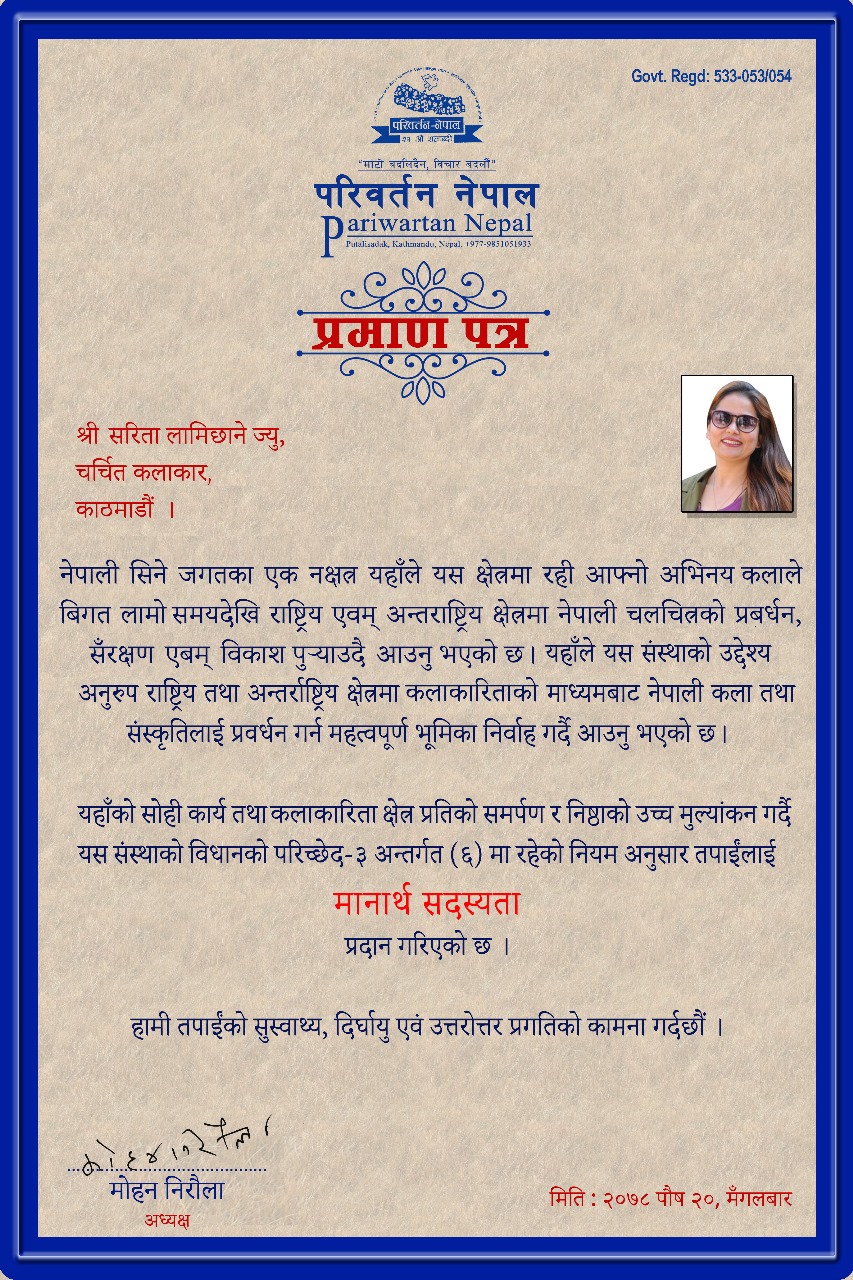 Govt. Regd: 533-053/054
परिवर्तन-नेपाल
२१ औं शताब्दी
"माटो बदलिदैन, विचार बदलौं"
परिवर्तन नेपाल
Pariwartan Nepal
Putalisadak, Kathmandu, Nepal, +977-9851051933
प्रमाण पत्र
श्री सरिता लामिछाने ज्यु,
चर्चित कलाकार,
काठमाडौं ।
नेपाली सिने जगतका एक नक्षत्र यहाँले यस क्षेत्रमा रही आफ्नो अभिनय कलाले
बिगत लामो समयदेखि राष्ट्रिय एवम् अन्तराष्ट्रिय क्षेत्रमा नेपाली चलचित्रको प्रबर्धन,
सँरक्षण एबम् विकाश पुर्‍याउदै आउनु भएको छ। यहाँले यस संस्थाको उद्देश्य
अनुरुप राष्ट्रिय तथा अन्तर्राष्ट्रिय क्षेत्रमा कलाकारिताको माध्यमबाट नेपाली कला तथा
संस्कृतिलाई प्रवर्धन गर्न महत्वपूर्ण भूमिका निर्वाह गर्दै आउनु भएको छ।
यहाँको सोही कार्य तथा कलाकारिता क्षेत्र प्रतिको समर्पण र निष्ठाको उच्च मुल्यांकन गर्दै
यस संस्थाको विधानको परिच्छेद-३ अन्तर्गत (६) मा रहेको नियम अनुसार तपाईंलाई
मानार्थ सदस्यता
प्रदान गरिएको छ ।
हामी तपाईंको सुस्वाथ्य, दिर्घायु एवं उत्तरोत्तर प्रगतिको कामना गर्दछौं ।
मोहन निरौला
अध्यक्ष
मिति : २०७८ पौष २०, मँगलबार